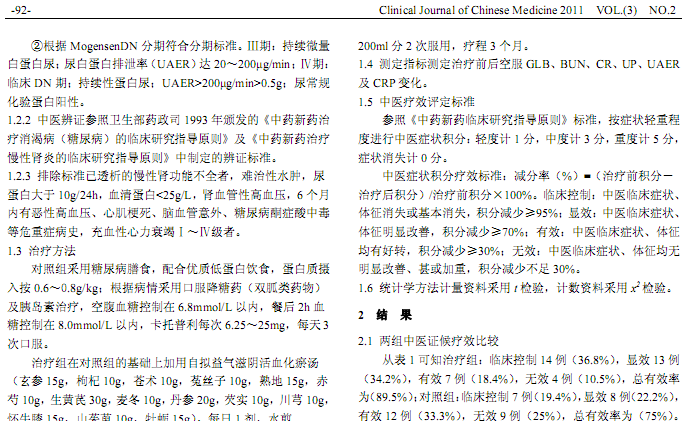 -92-
Clinical Journal of Chinese Medicine 2011 VOL.(3) NO.2
②根据 MogensenDN 分期符合分期标准。Ⅲ期：持续微量
白蛋白尿；尿白蛋白排泄率（UAER）达 20～200μg/min；Ⅳ期：
临床 DN 期；持续性蛋白尿；UAER>200μg/min>0.5g；尿常规
化验蛋白阳性。
1.2.2 中医辨证参照卫生部药政司 1993 年颁发的《中药新药治
疗消渴病（糖尿病）的临床研究指导原则》及《中药新药治疗
慢性肾炎的临床研究指导原则》中制定的辨证标准。
1.2.3 排除标准已透析的慢性肾功能不全者，难治性水肿，尿
蛋白大于 10g/24h，血清蛋白<25g/L，肾血管性高血压，6 个月
内有恶性高血压、心肌梗死、脑血管意外、糖尿病酮症酸中毒
等危重症病史，充血性心力衰竭Ⅰ～Ⅳ级者。
1.3 治疗方法
对照组采用糖尿病膳食，配合优质低蛋白饮食，蛋白质摄
入按 0.6～0.8g/kg；根据病情采用口服降糖药（双胍类药物）
及胰岛素治疗，空腹血糖控制在 6.8mmol/L 以内，餐后 2h 血
糖控制在 8.0mmol/L 以内，卡托普利每次 6.25～25mg，每天 3
次口服。
治疗组在对照组的基础上加用自拟益气滋阴活血化瘀汤
（玄参 15g，枸杞 10g，苍术 10g，菟丝子 10g，熟地 15g，赤
芍 10g，生黄芪 30g，麦冬 10g，丹参 20g，芡实 10g，川芎 10g，
怀牛膝 15g，山茱萸 10g，牡蛎 15g），每日 1 剂，水煎
200ml 分 2 次服用，疗程 3 个月。
1.4 测定指标测定治疗前后空服 GLB、BUN、CR、UP、UAER
及 CRP 变化。
1.5 中医疗效评定标准
参照《中药新药临床研究指导原则》标准，按症状轻重程
度进行中医症状积分：轻度计 1 分，中度计 3 分，重度计 5 分，
症状消失计 0 分。
中医症状积分疗效标准：减分率（%）=（治疗前积分－
治疗后积分）/治疗前积分×100%。临床控制：中医临床症状、
体征消失或基本消失，积分减少≥95%；显效：中医临床症状、
体征明显改善，积分减少≥70%；有效：中医临床症状、体征
均有好转，积分减少≥30%；无效：中医临床症状、体征均无
明显改善、甚或加重，积分减少不足 30%。
1.6 统计学方法计量资料采用 t 检验，计数资料采用 x² 检验。
2 结 果
2.1 两组中医证候疗效比较
从表 1 可知治疗组：临床控制 14 例（36.8%），显效 13 例
（34.2%），有效 7 例（18.4%），无效 4 例（10.5%），总有效率
为（89.5%）；对照组：临床控制 7 例（19.4%），显效 8 例（22.2%），
有效 12 例（33.3%），无效 9 例（25%），总有效率为（75%）。